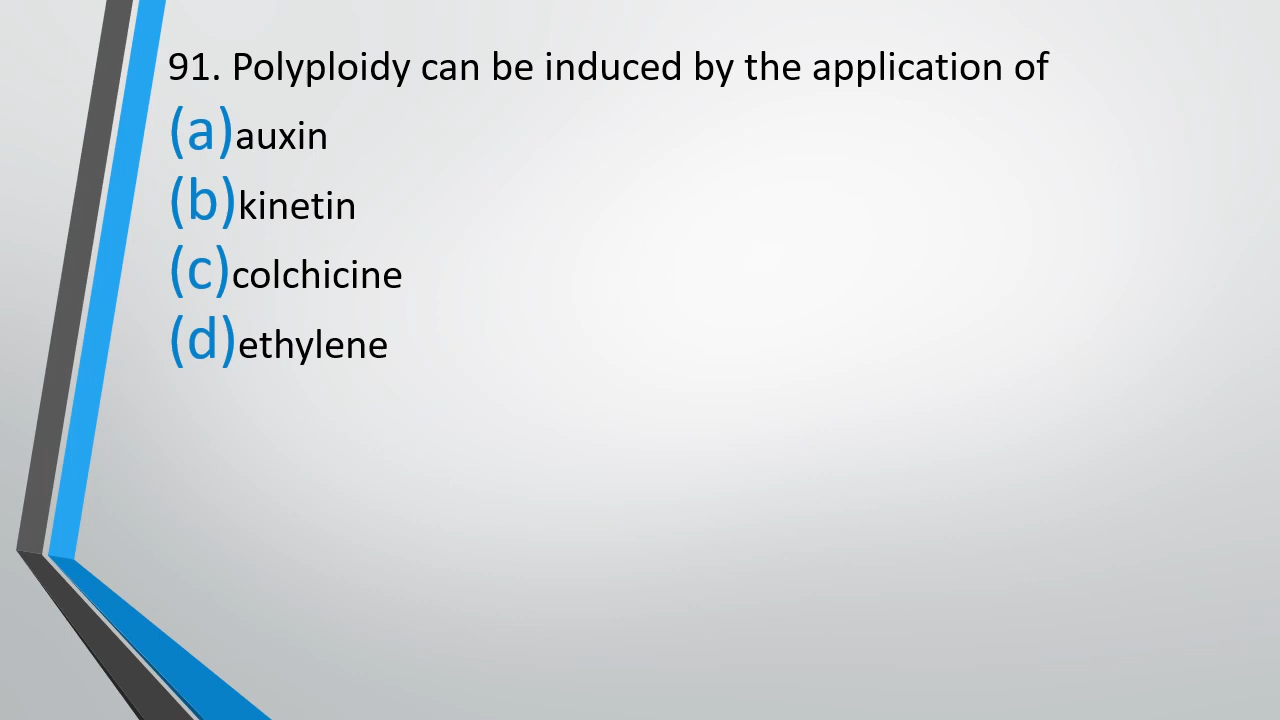 91. Polyploidy can be induced by the application of
(a)auxin
(b)kinetin
(c)colchicine
(d)ethylene